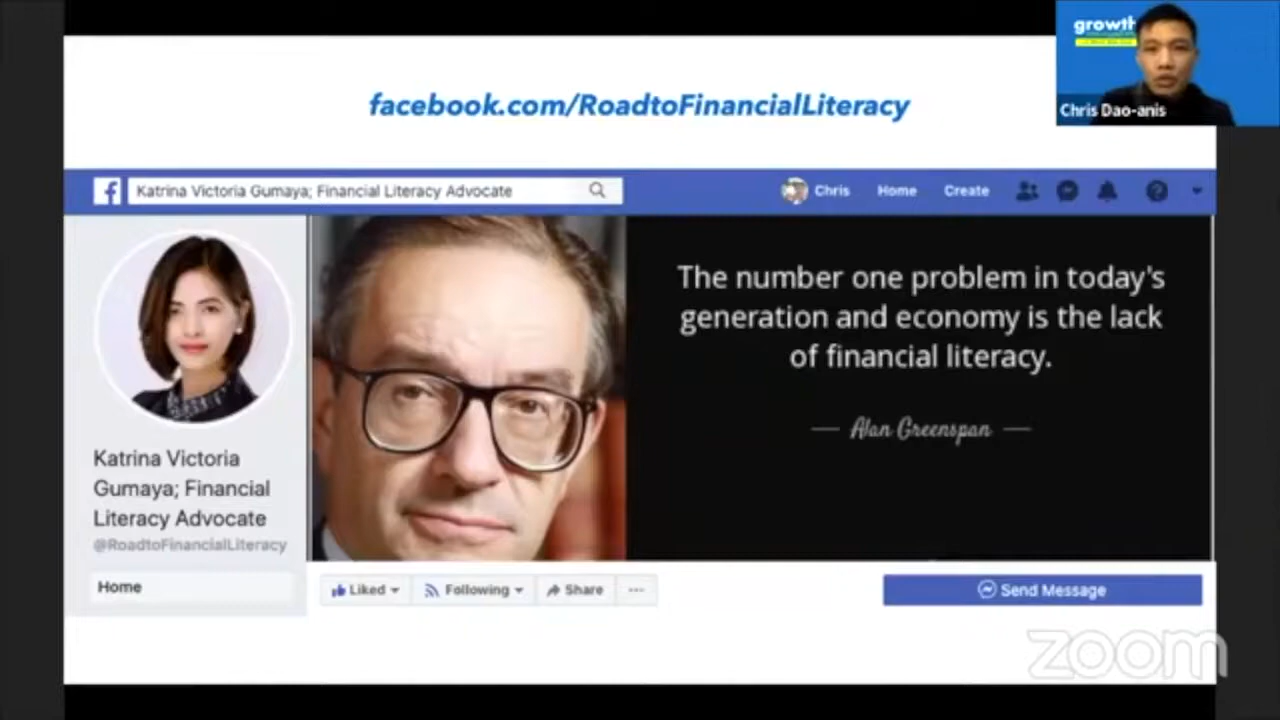 facebook.com/RoadtoFinancialLiteracy
growth
Chris Dao-anis
Katrina Victoria Gumaya; Financial Literacy Advocate
Chris
Home
Create
The number one problem in today's
generation and economy is the lack
of financial literacy.
Alan Greenspan
Katrina Victoria
Gumaya; Financial
Literacy Advocate
@RoadtoFinancialLiteracy
Home
Liked
Following
Share
Send Message
zoom